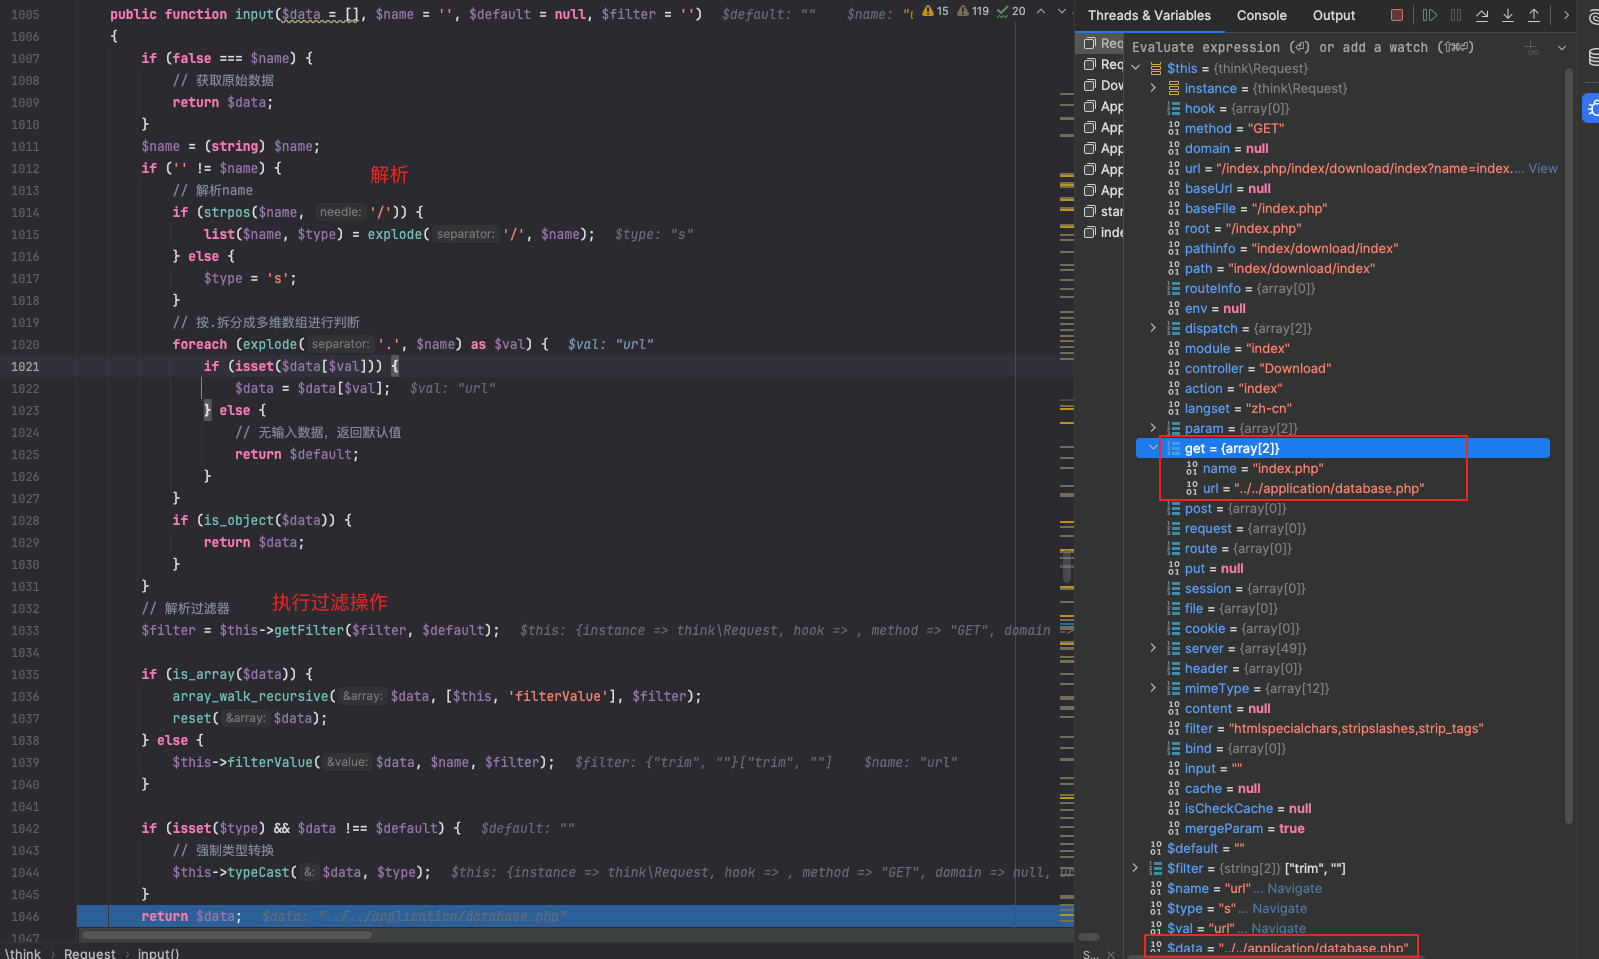 1005 public function input($data = [], $name = '', $default = null, $filter = '') $default: "" $name: "u 15 119 20
1006 {
1007 if (false === $name) {
1008 // 获取原始数据
1009 return $data;
1010 }
1011 $name = (string) $name;
1012 if ('' != $name) { 解析
1013 // 解析name
1014 if (strpos($name, needle: '/')) {
1015 list($name, $type) = explode( separator: '/', $name); $type: "s"
1016 } else {
1017 $type = 's';
1018 }
1019 // 按.拆分成多维数组进行判断
1020 foreach (explode( separator: '.', $name) as $val) { $val: "url"
1021 if (isset($data[$val])) {
1022 $data = $data[$val]; $val: "url"
1023 } else {
1024 // 无输入数据，返回默认值
1025 return $default;
1026 }
1027 }
1028 if (is_object($data)) {
1029 return $data;
1030 }
1031 }
1032 // 解析过滤器 执行过滤操作
1033 $filter = $this->getFilter($filter, $default); $this: {instance => think\Request, hook => , method => "GET", domain =>
1034
1035 if (is_array($data)) {
1036 array_walk_recursive( &array: $data, [$this, 'filterValue'], $filter);
1037 reset( &array: $data);
1038 } else {
1039 $this->filterValue( &value: $data, $name, $filter); $filter: {"trim", ""}["trim", ""] $name: "url"
1040 }
1041
1042 if (isset($type) && $data !== $default) { $default: ""
1043 // 强制类型转换
1044 $this->typeCast( &: $data, $type); $this: {instance => think\Request, hook => , method => "GET", domain => null, ur
1045 }
1046 return $data; $data: "../../application/database.php"
1047
\think › Request › input()
Threads & Variables Console Output
Evaluate expression (⏎) or add a watch (⇧⌘⏎)
Rec
Rec
Dov
App
App
App
App
App
star
inde
S... ×
$this = {think\Request}
instance = {think\Request}
hook = {array[0]}
method = "GET"
domain = null
url = "/index.php/index/download/index?name=index.... View
baseUrl = null
baseFile = "/index.php"
root = "/index.php"
pathinfo = "index/download/index"
path = "index/download/index"
routeInfo = {array[0]}
env = null
dispatch = {array[2]}
module = "index"
controller = "Download"
action = "index"
langset = "zh-cn"
param = {array[2]}
get = {array[2]}
name = "index.php"
url = "../../application/database.php"
post = {array[0]}
request = {array[0]}
route = {array[0]}
put = null
session = {array[0]}
file = {array[0]}
cookie = {array[0]}
server = {array[49]}
header = {array[0]}
mimeType = {array[12]}
content = null
filter = "htmlspecialchars,stripslashes,strip_tags"
bind = {array[0]}
input = ""
cache = null
isCheckCache = null
mergeParam = true
$default = ""
$filter = {string[2]} ["trim", ""]
$name = "url"... Navigate
$type = "s"... Navigate
$val = "url"... Navigate
$data = "../../application/database.php"